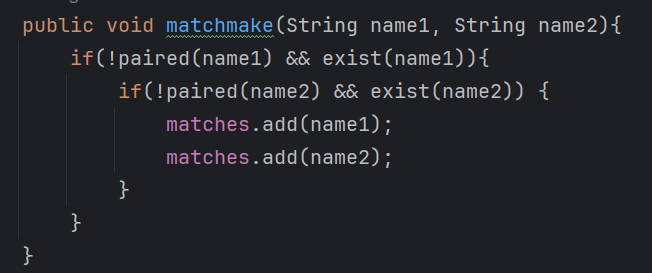 public void matchmake(String name1, String name2){
if(!paired(name1) && exist(name1)){
if(!paired(name2) && exist(name2)) {
matches.add(name1);
matches.add(name2);
}
}
}